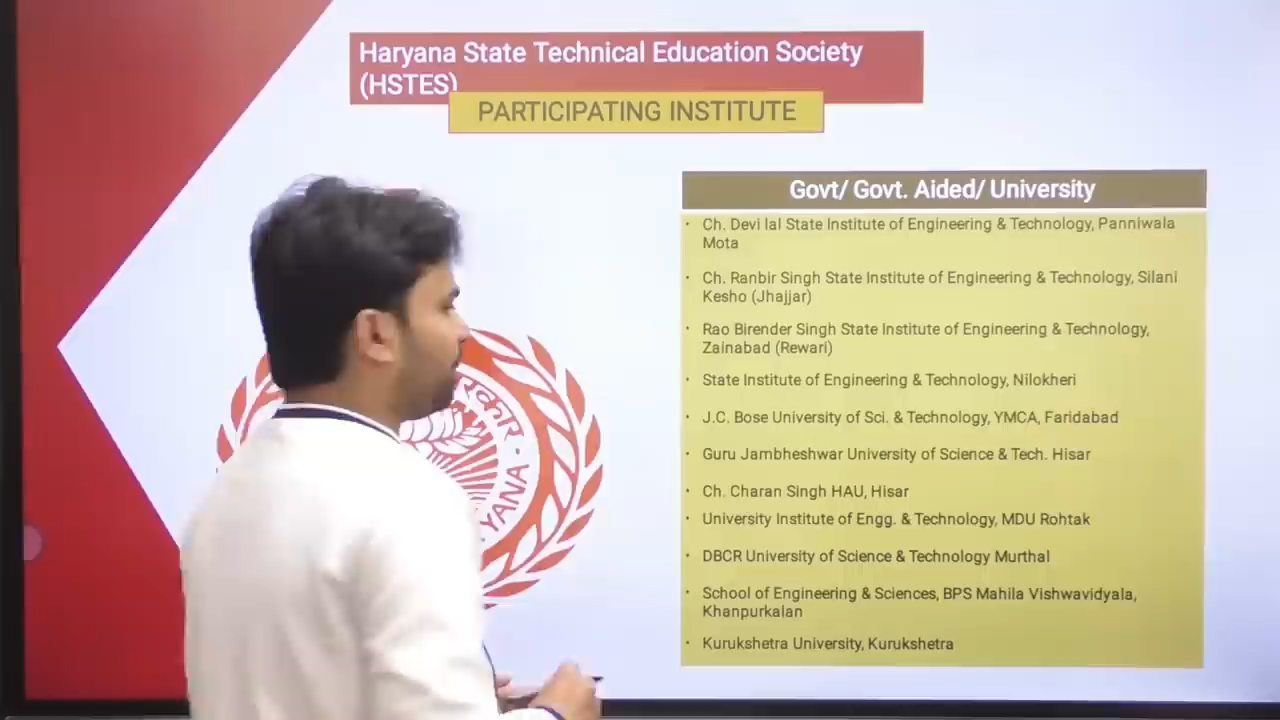 Haryana State Technical Education Society
(HSTES)
PARTICIPATING INSTITUTE
Govt/ Govt. Aided/ University
• Ch. Devi lal State Institute of Engineering & Technology, Panniwala
Mota
• Ch. Ranbir Singh State Institute of Engineering & Technology, Silani
Kesho (Jhajjar)
• Rao Birender Singh State Institute of Engineering & Technology,
Zainabad (Rewari)
• State Institute of Engineering & Technology, Nilokheri
• J.C. Bose University of Sci. & Technology, YMCA, Faridabad
• Guru Jambheshwar University of Science & Tech. Hisar
• Ch. Charan Singh HAU, Hisar
• University Institute of Engg. & Technology, MDU Rohtak
• DBCR University of Science & Technology Murthal
• School of Engineering & Sciences, BPS Mahila Vishwavidyala,
Khanpurkalan
• Kurukshetra University, Kurukshetra